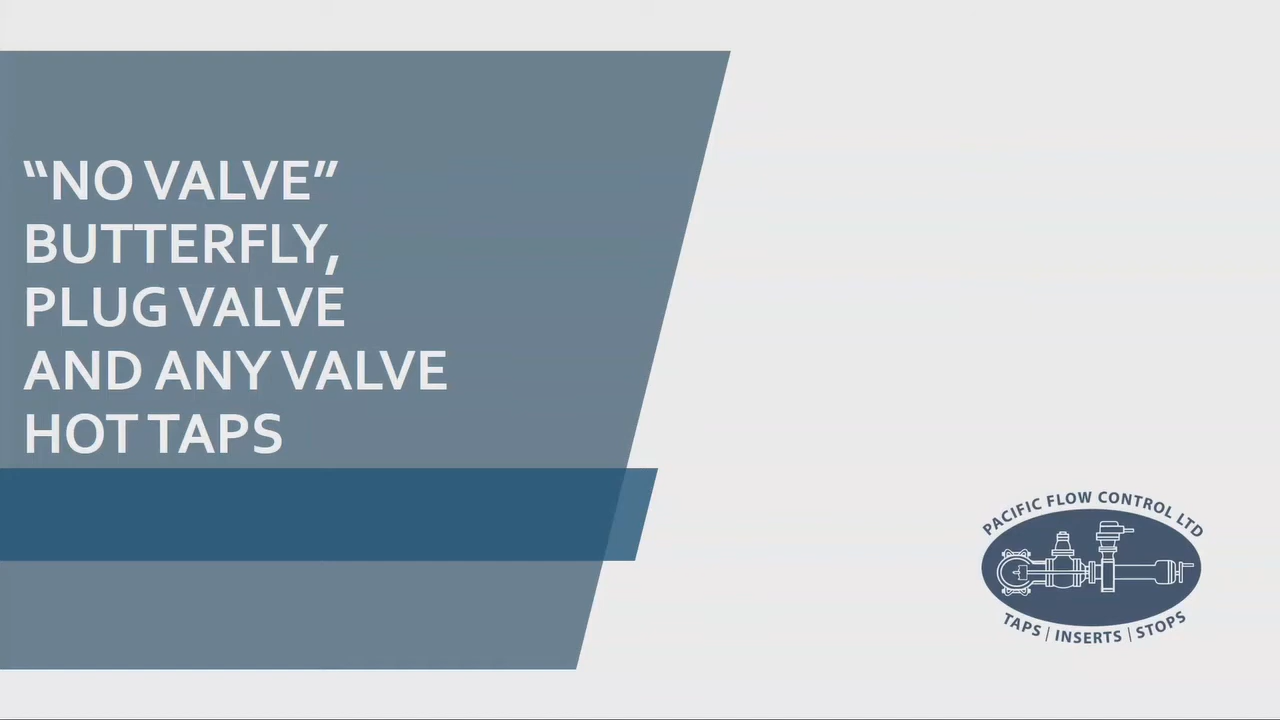 “NO VALVE”
BUTTERFLY,
PLUG VALVE
AND ANY VALVE
HOT TAPS
PACIFIC FLOW CONTROL LTD
TAPS | INSERTS | STOPS